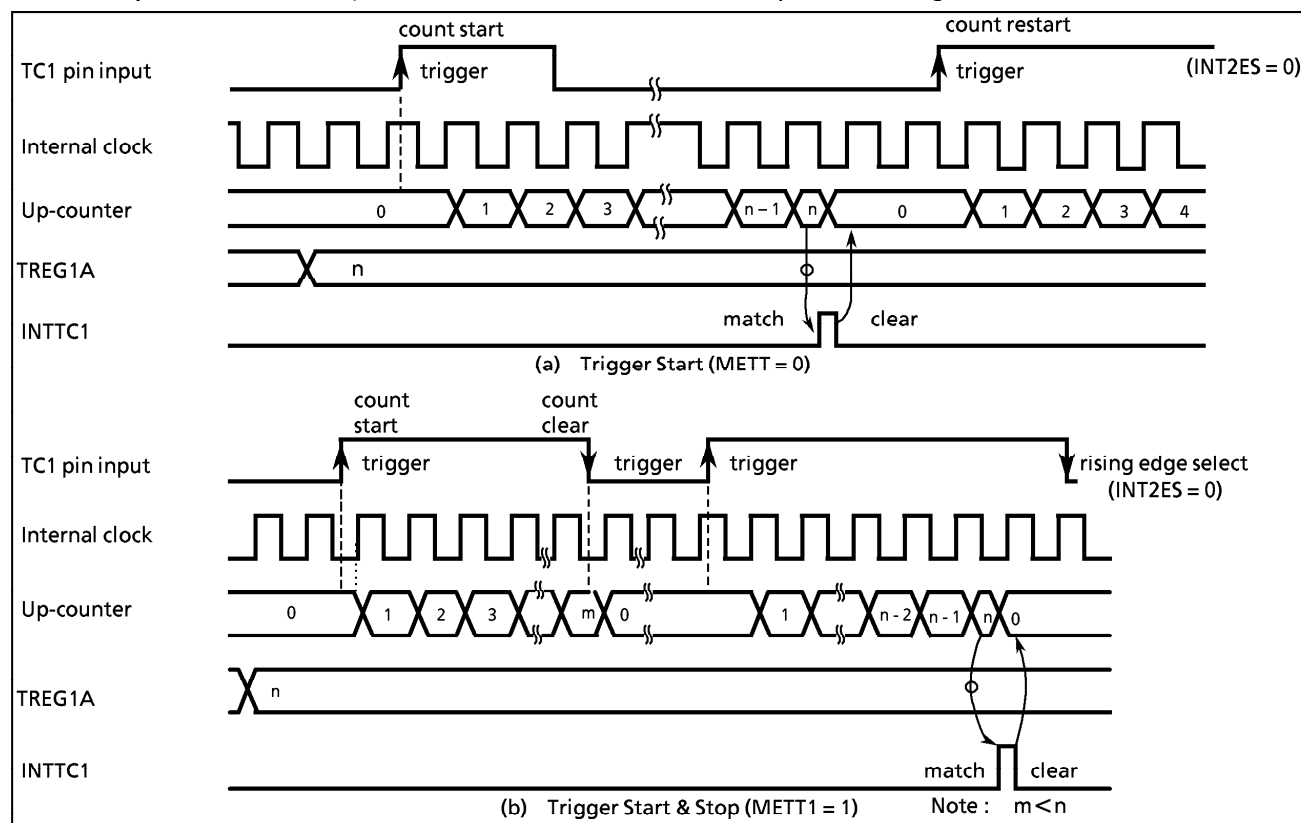 count start
count restart
TC1 pin input
trigger
trigger
(INT2ES = 0)
Internal clock
Up-counter
0 1 2 3 n – 1 n 0 1 2 3 4
TREG1A
n
INTTC1
match clear
(a) Trigger Start (METT = 0)
count start
count clear
TC1 pin input
trigger
trigger
trigger
rising edge select
(INT2ES = 0)
Internal clock
Up-counter
0 1 2 3 m 0 1 n - 2 n - 1 n 0
TREG1A
n
INTTC1
match clear
(b) Trigger Start & Stop (METT1 = 1)
Note : m < n